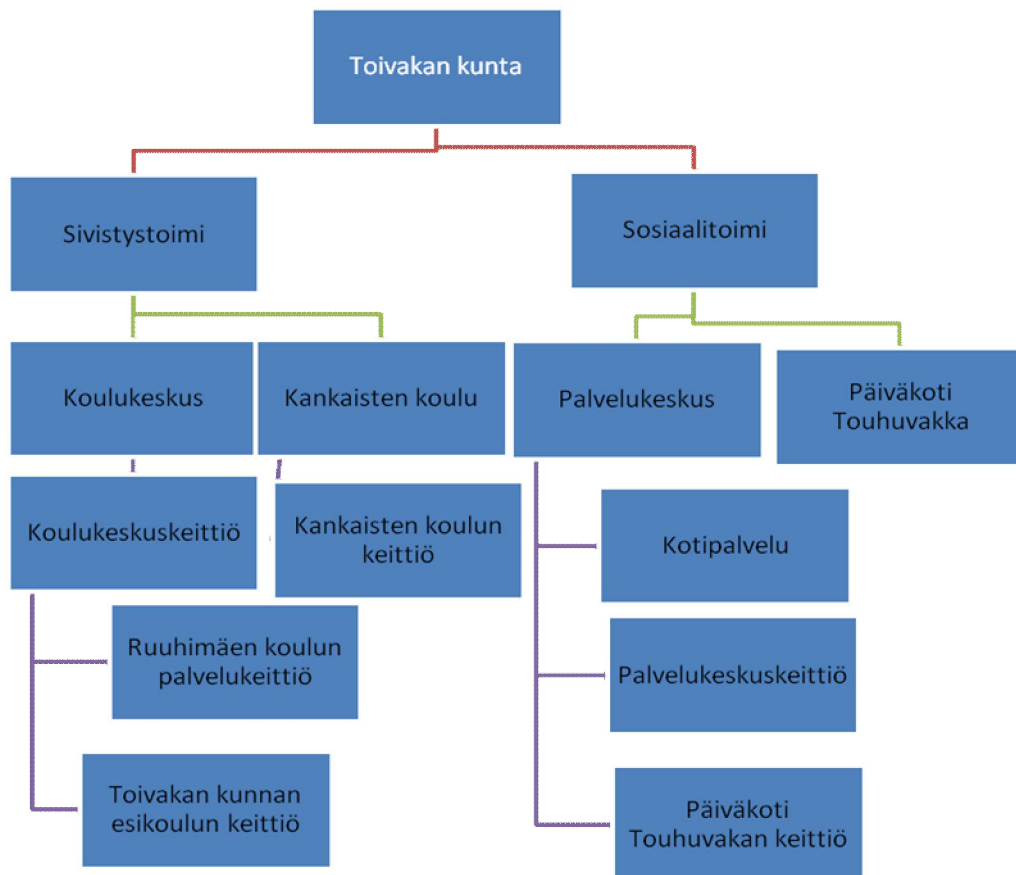 Toivakan kunta
Sivistystoimi
Sosiaalitoimi
Koulukeskus
Kankaisten koulu
Palvelukeskus
Päiväkoti
Touhuvakka
Koulukeskuskeittiö
Kankaisten koulun
keittiö
Kotipalvelu
Ruuhimäen koulun
palvelukeittiö
Palvelukeskuskeittiö
Toivakan kunnan
esikoulun keittiö
Päiväkoti
Touhuvakan keittiö